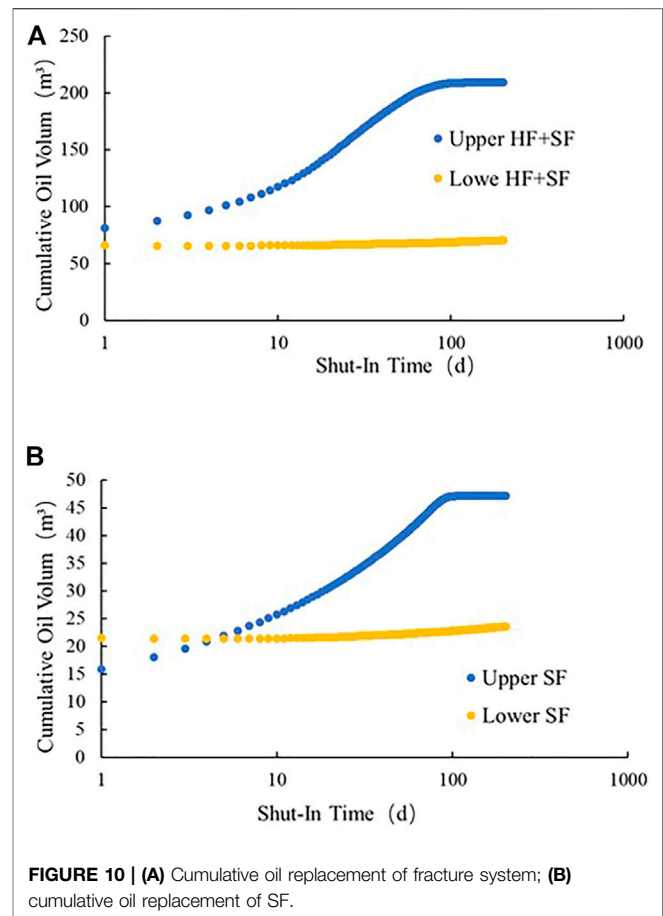 A
250
200
150
100
50
0
Cumulative Oil Volum (m³)
Upper HF+SF
Lowe HF+SF
1 10 100 1000
Shut-In Time (d)
B
50
45
40
35
30
25
20
15
10
5
0
Cumulative Oil Volum (m³)
Upper SF
Lower SF
1 10 100 1000
Shut-In Time (d)
FIGURE 10 | (A) Cumulative oil replacement of fracture system; (B)
cumulative oil replacement of SF.